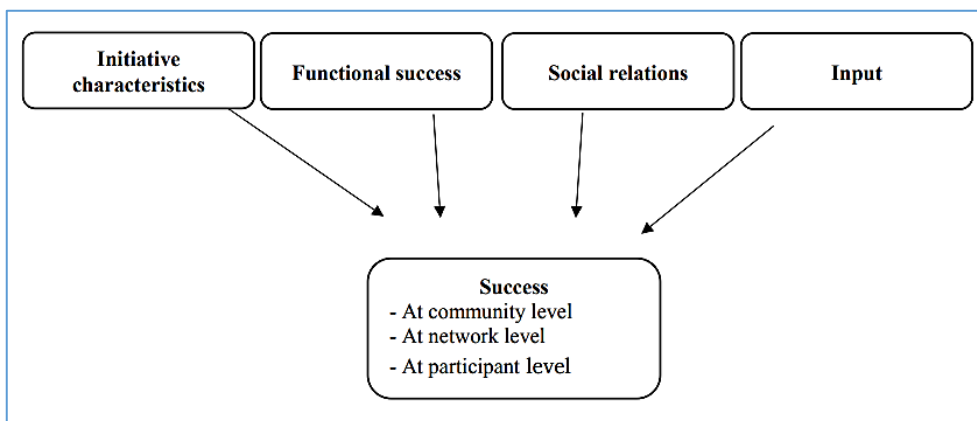 Initiative
characteristics
Functional success
Social relations
Input
Success
- At community level
- At network level
- At participant level